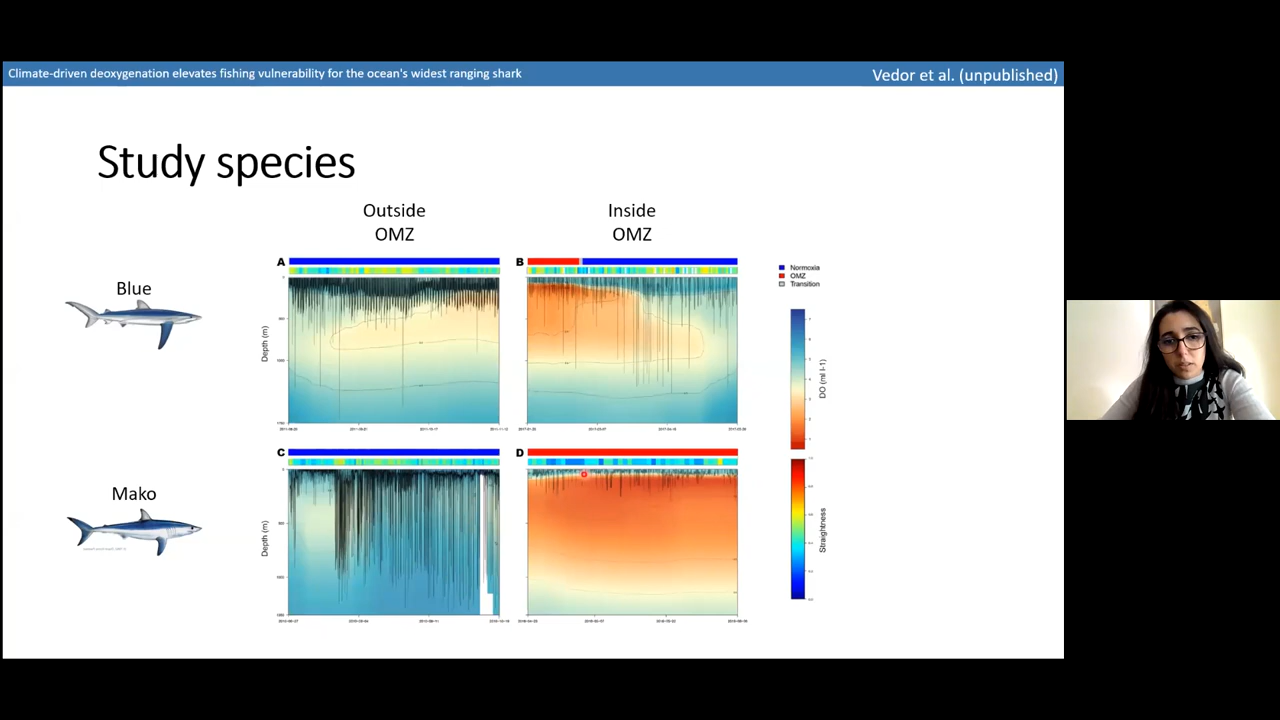 Climate-driven deoxygenation elevates fishing vulnerability for the ocean's widest ranging shark
Vedor et al. (unpublished)
Study species
Outside
OMZ
Inside
OMZ
Blue
Mako
A
B
C
D
Depth (m)
Depth (m)
Normoxia
OMZ
Transition
DO (ml l-1)
Straightness